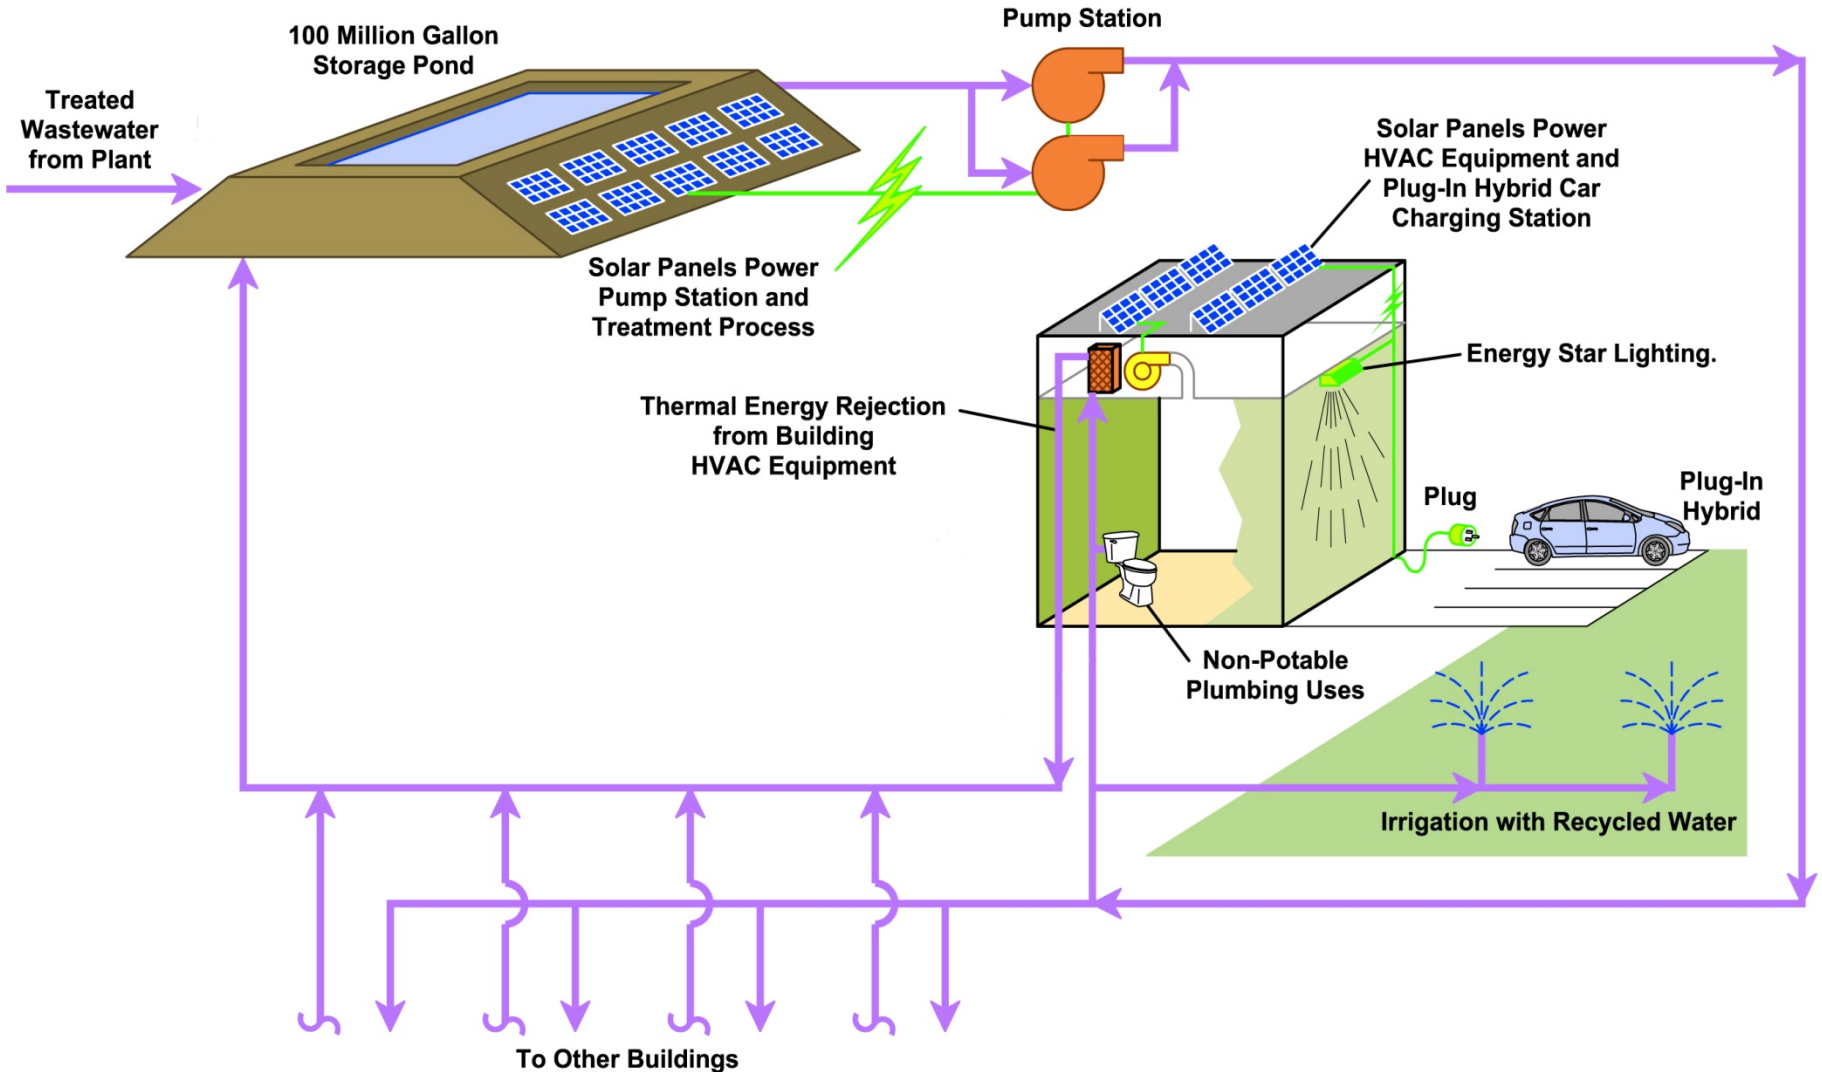 100 Million Gallon
Storage Pond
Pump Station
Treated
Wastewater
from Plant
Solar Panels Power
HVAC Equipment and
Plug-In Hybrid Car
Charging Station
Solar Panels Power
Pump Station and
Treatment Process
Energy Star Lighting.
Thermal Energy Rejection
from Building
HVAC Equipment
Plug
Plug-In
Hybrid
Non-Potable
Plumbing Uses
Irrigation with Recycled Water
To Other Buildings